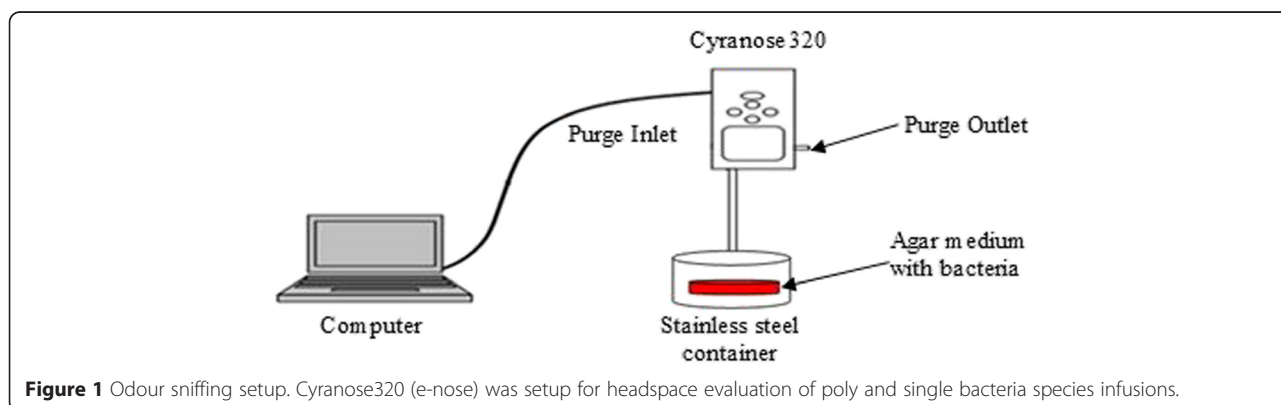 Cyranose320
Purge Inlet
Purge Outlet
Agar medium
with bacteria
Computer
Stainless steel
container
Figure 1 Odour sniffing setup. Cyranose320 (e-nose) was setup for headspace evaluation of poly and single bacteria species infusions.